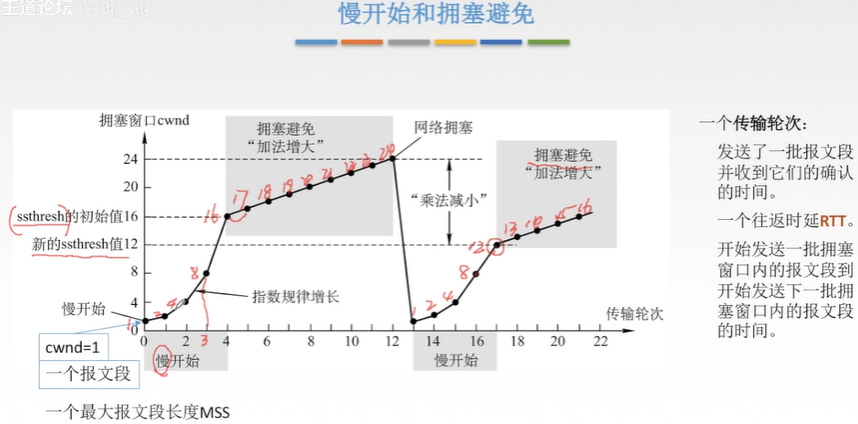 王道论坛
慢开始和拥塞避免
拥塞窗口cwnd
拥塞避免
“加法增大”
网络拥塞
拥塞避免
“加法增大”
“乘法减小”
24
20
ssthresh的初始值16
新的ssthresh值12
8
4
0
指数规律增长
慢开始
传输轮次
0 2 4 6 8 10 12 14 16 18 20 22
慢开始
慢开始
cwnd=1
一个报文段
一个最大报文段长度MSS
1 2 4 8 16 17 18 19 20 21 22 23 24
3
1 2 4 8 12 13
一个传输轮次:
发送了一批报文段
并收到它们的确认
的时间。
一个往返时延RTT。
开始发送一批拥塞
窗口内的报文段到
开始发送下一批拥
塞窗口内的报文段
的时间。